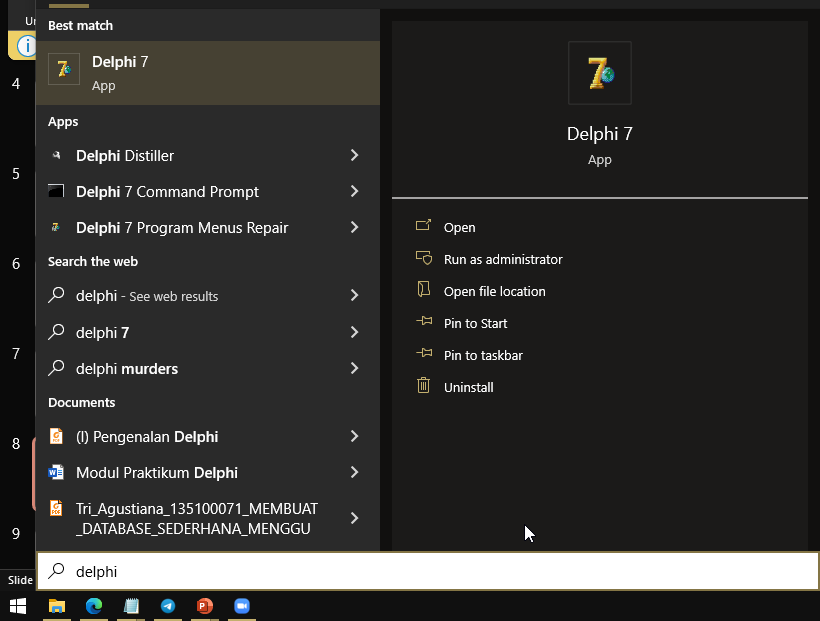 Best match
Delphi 7
App
Apps
Delphi Distiller
Delphi 7 Command Prompt
Delphi 7 Program Menus Repair
Search the web
delphi - See web results
delphi 7
delphi murders
Documents
(I) Pengenalan Delphi
Modul Praktikum Delphi
Tri_Agustiana_135100071_MEMBUAT
_DATABASE_SEDERHANA_MENGGU
Delphi 7
App
Open
Run as administrator
Open file location
Pin to Start
Pin to taskbar
Uninstall
4
5
6
7
8
9
Slide
delphi